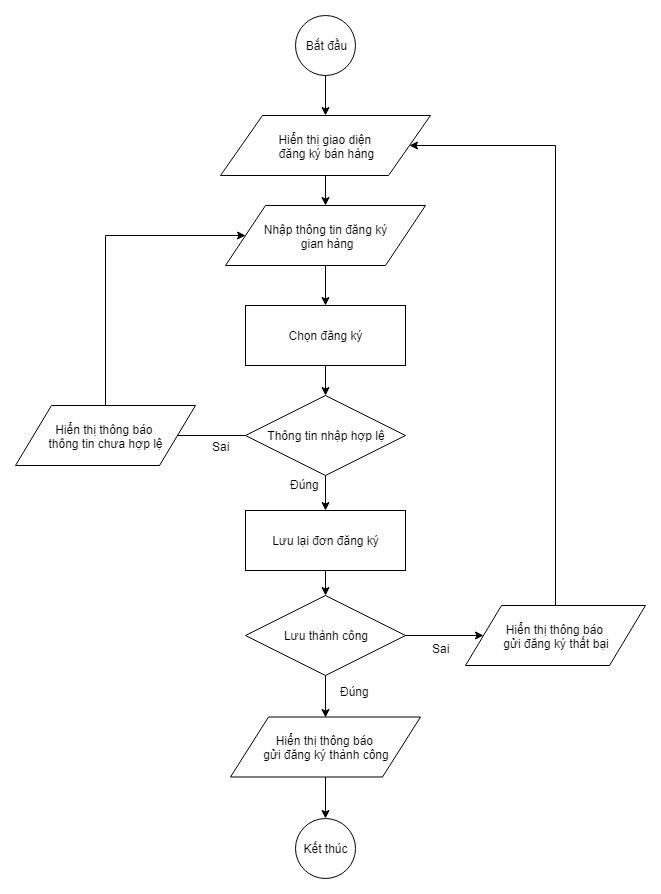 Bắt đầu
Hiển thị giao diện
đăng ký bán hàng
Nhập thông tin đăng ký
gian hàng
Chọn đăng ký
Hiển thị thông báo
thông tin chưa hợp lệ
Sai
Thông tin nhập hợp lệ
Đúng
Lưu lại đơn đăng ký
Lưu thành công
Sai
Hiển thị thông báo
gửi đăng ký thất bại
Đúng
Hiển thị thông báo
gửi đăng ký thành công
Kết thúc